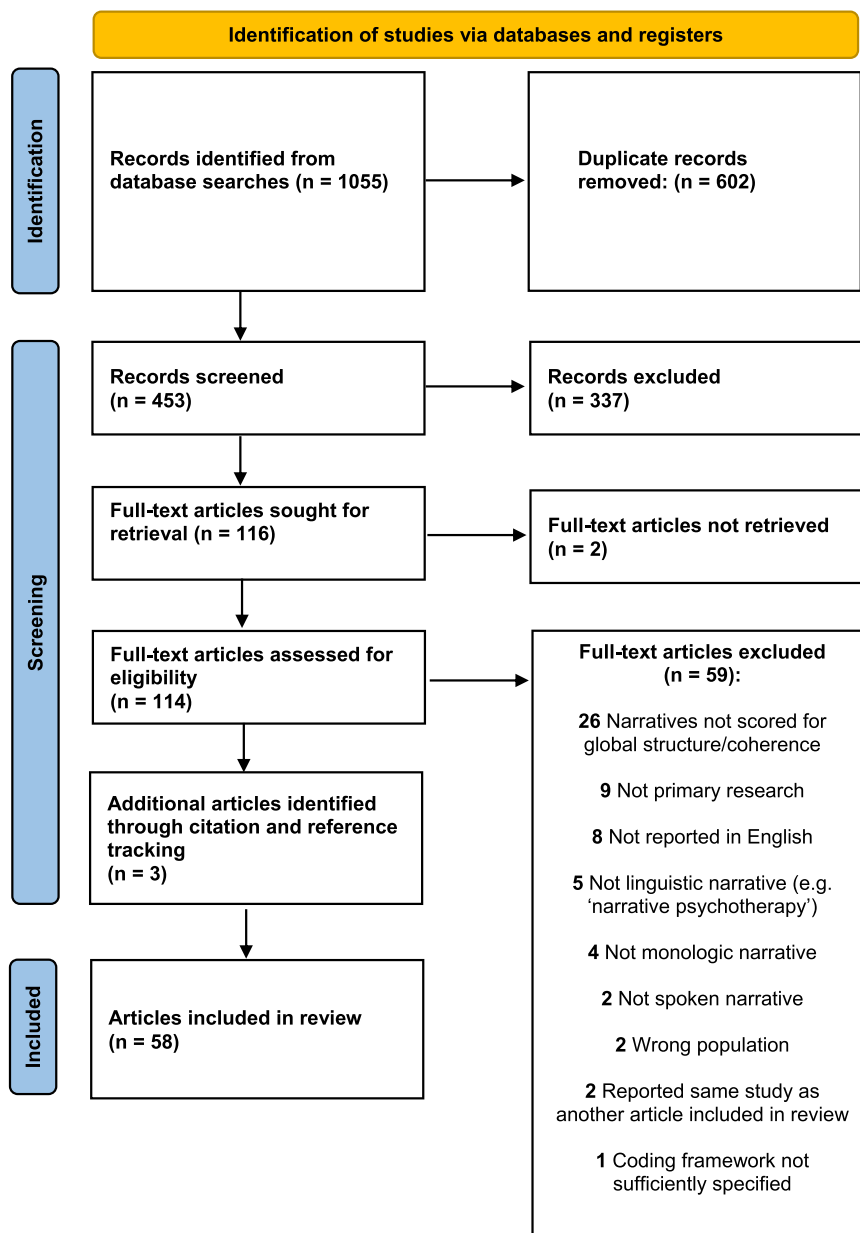 Identification of studies via databases and registers
Identification
Records identified from
database searches (n = 1055)
Duplicate records
removed: (n = 602)
Screening
Records screened
(n = 453)
Records excluded
(n = 337)
Full-text articles sought for
retrieval (n = 116)
Full-text articles not retrieved
(n = 2)
Full-text articles assessed for
eligibility
(n = 114)
Full-text articles excluded
(n = 59):
26 Narratives not scored for
global structure/coherence
9 Not primary research
8 Not reported in English
5 Not linguistic narrative (e.g.
‘narrative psychotherapy’)
4 Not monologic narrative
2 Not spoken narrative
2 Wrong population
2 Reported same study as
another article included in review
1 Coding framework not
sufficiently specified
Additional articles identified
through citation and reference
tracking
(n = 3)
Included
Articles included in review
(n = 58)